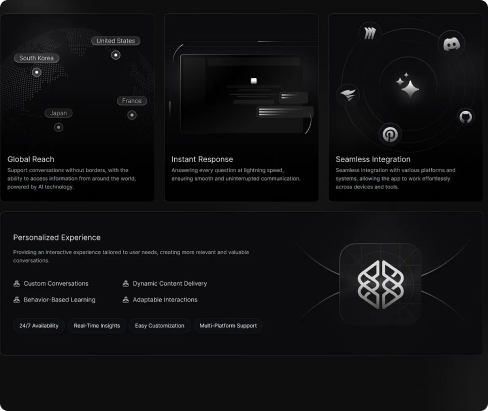 United States
South Korea
France
Japan
Global Reach
Support conversations without borders, with the
ability to access information from around the world,
powered by AI technology.
Instant Response
Answering every question at lightning speed,
ensuring smooth and uninterrupted communication.
Seamless Integration
Seamless integration with various platforms and
systems, allowing the app to work effortlessly
across devices and tools.
Personalized Experience
Providing an interactive experience tailored to user needs, creating more relevant and valuable
conversations.
Custom Conversations
Dynamic Content Delivery
Behavior-Based Learning
Adaptable Interactions
24/7 Availability
Real-Time Insights
Easy Customization
Multi-Platform Support